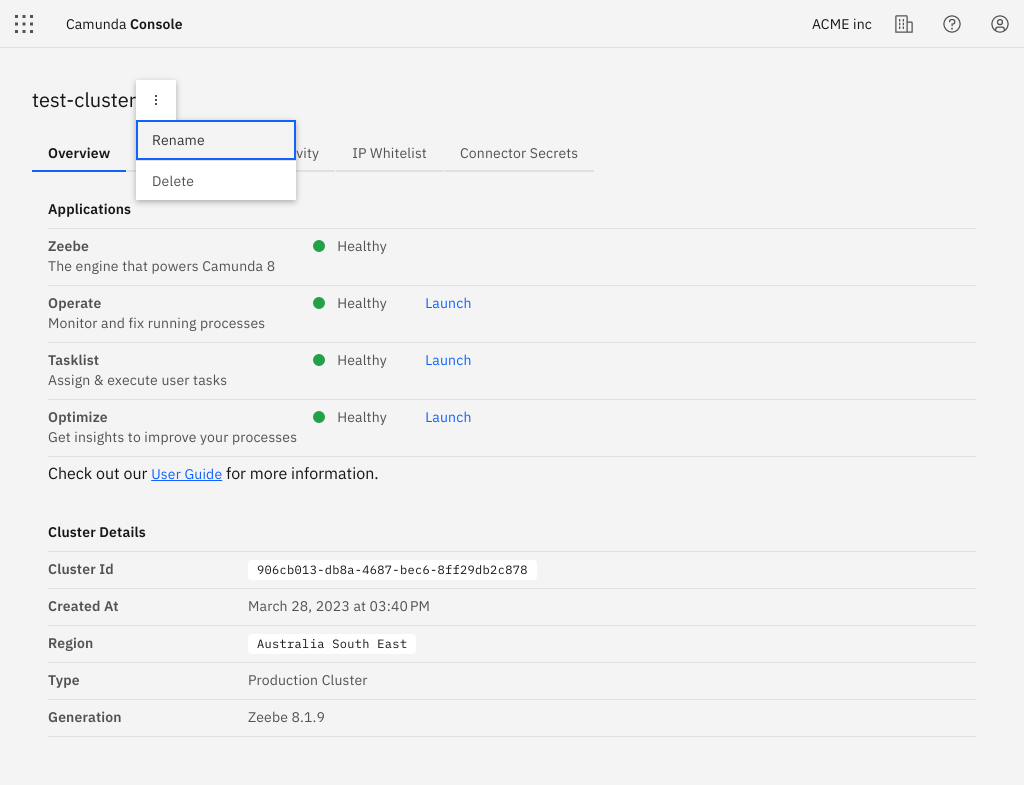 Camunda Console
ACME inc
test-cluster
Rename
Delete
Overview
IP Whitelist
Connector Secrets
Applications
Zeebe
Healthy
The engine that powers Camunda 8
Operate
Healthy
Launch
Monitor and fix running processes
Tasklist
Healthy
Launch
Assign & execute user tasks
Optimize
Healthy
Launch
Get insights to improve your processes
Check out our User Guide for more information.
Cluster Details
Cluster Id
906cb013-db8a-4687-bec6-8ff29db2c878
Created At
March 28, 2023 at 03:40 PM
Region
Australia South East
Type
Production Cluster
Generation
Zeebe 8.1.9